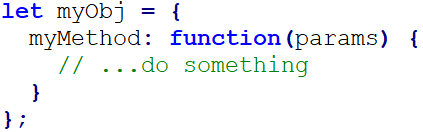 let myObj = {
  myMethod: function(params) {
    // ...do something
  }
};